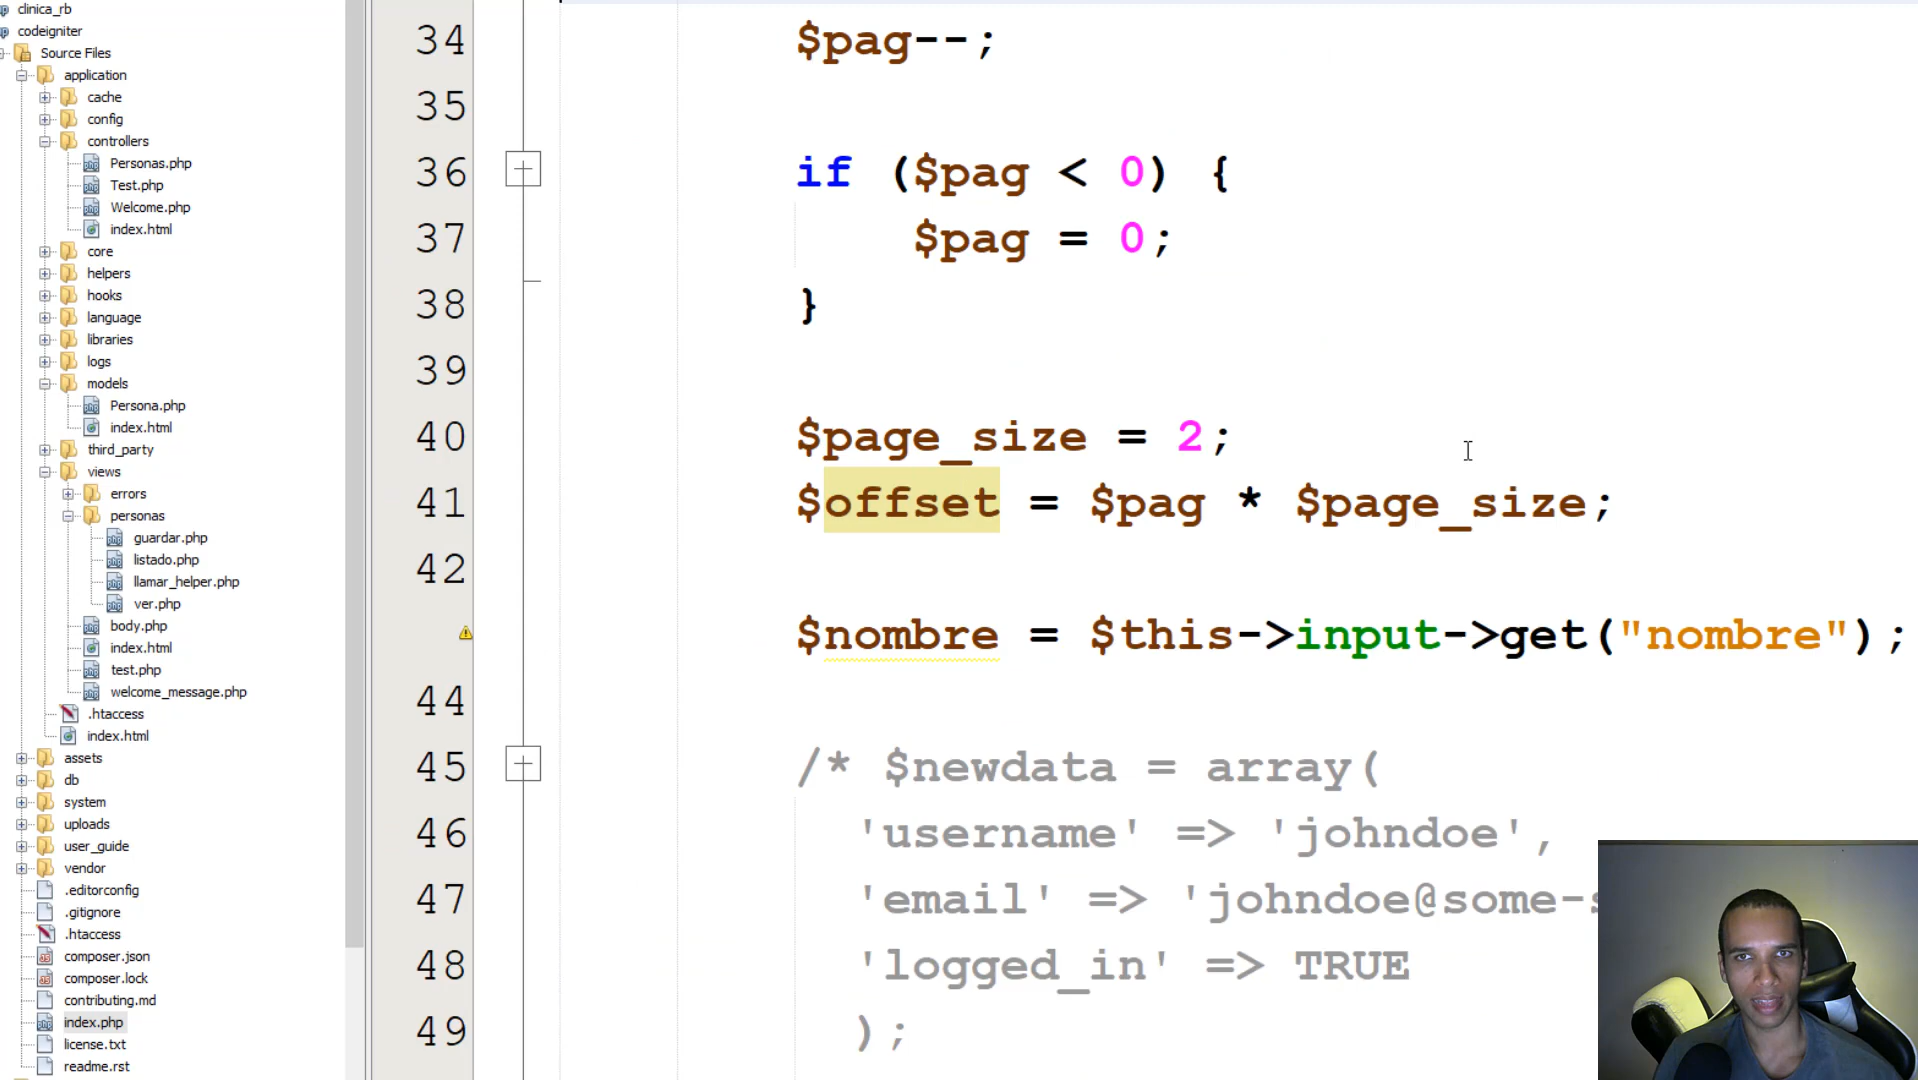 clinica_rb
codeigniter
Source Files
application
cache
config
controllers
Personas.php
Test.php
Welcome.php
index.html
core
helpers
hooks
language
libraries
logs
models
Persona.php
index.html
third_party
views
errors
personas
guardar.php
listado.php
llamar_helper.php
ver.php
body.php
index.html
test.php
welcome_message.php
.htaccess
index.html
assets
db
system
uploads
user_guide
vendor
.editorconfig
.gitignore
.htaccess
composer.json
composer.lock
contributing.md
index.php
license.txt
readme.rst
34 $pag--;
35
36 if ($pag < 0) {
37 $pag = 0;
38 }
39
40 $page_size = 2;
41 $offset = $pag * $page_size;
42
$nombre = $this->input->get("nombre");
44
45 /* $newdata = array(
46 'username' => 'johndoe',
47 'email' => 'johndoe@some-
48 'logged_in' => TRUE
49 );